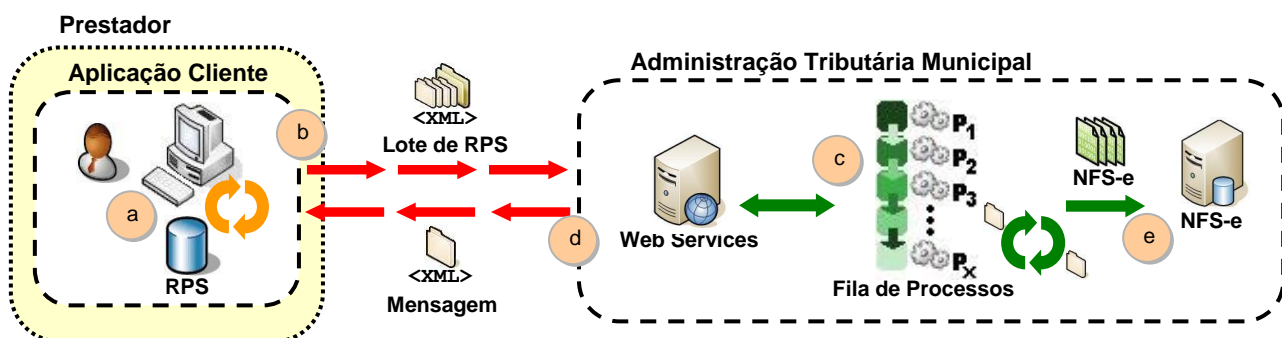 Prestador
Aplicação Cliente
a
RPS
b
<XML>
Lote de RPS
<XML>
Mensagem
Administração Tributária Municipal
d
Web Services
c
P1
P2
P3
Px
Fila de Processos
NFS-e
e
NFS-e